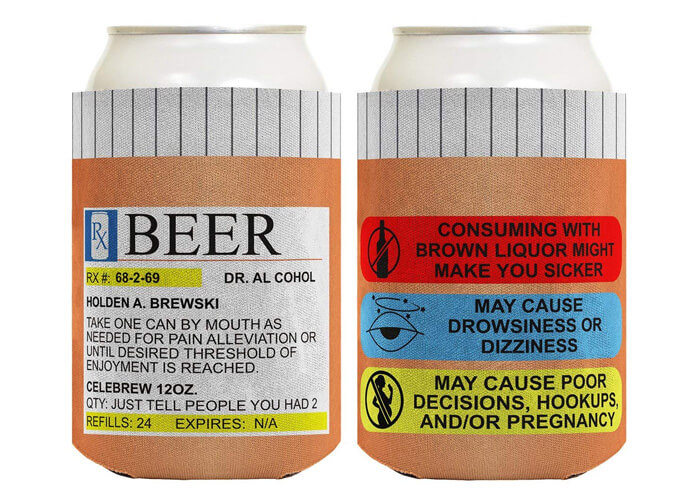 RX BEER
RX #: 68-2-69 DR. AL COHOL
HOLDEN A. BREWSKI
TAKE ONE CAN BY MOUTH AS
NEEDED FOR PAIN ALLEVIATION OR
UNTIL DESIRED THRESHOLD OF
ENJOYMENT IS REACHED.
CELEBREW 12OZ.
QTY: JUST TELL PEOPLE YOU HAD 2
REFILLS: 24 EXPIRES: N/A
CONSUMING WITH
BROWN LIQUOR MIGHT
MAKE YOU SICKER
MAY CAUSE
DROWSINESS OR
DIZZINESS
MAY CAUSE POOR
DECISIONS, HOOKUPS,
AND/OR PREGNANCY